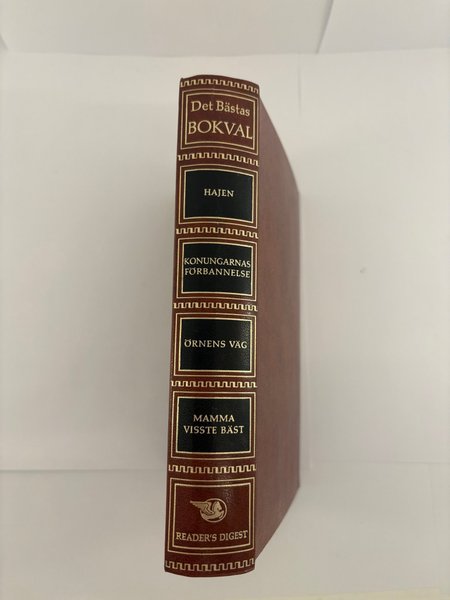 Det Bästas
BOKVAL
HAJEN
KONUNGARNAS
FÖRBANNELSE
ÖRNENS VÄG
MAMMA
VISSTE BÄST
READER'S DIGEST